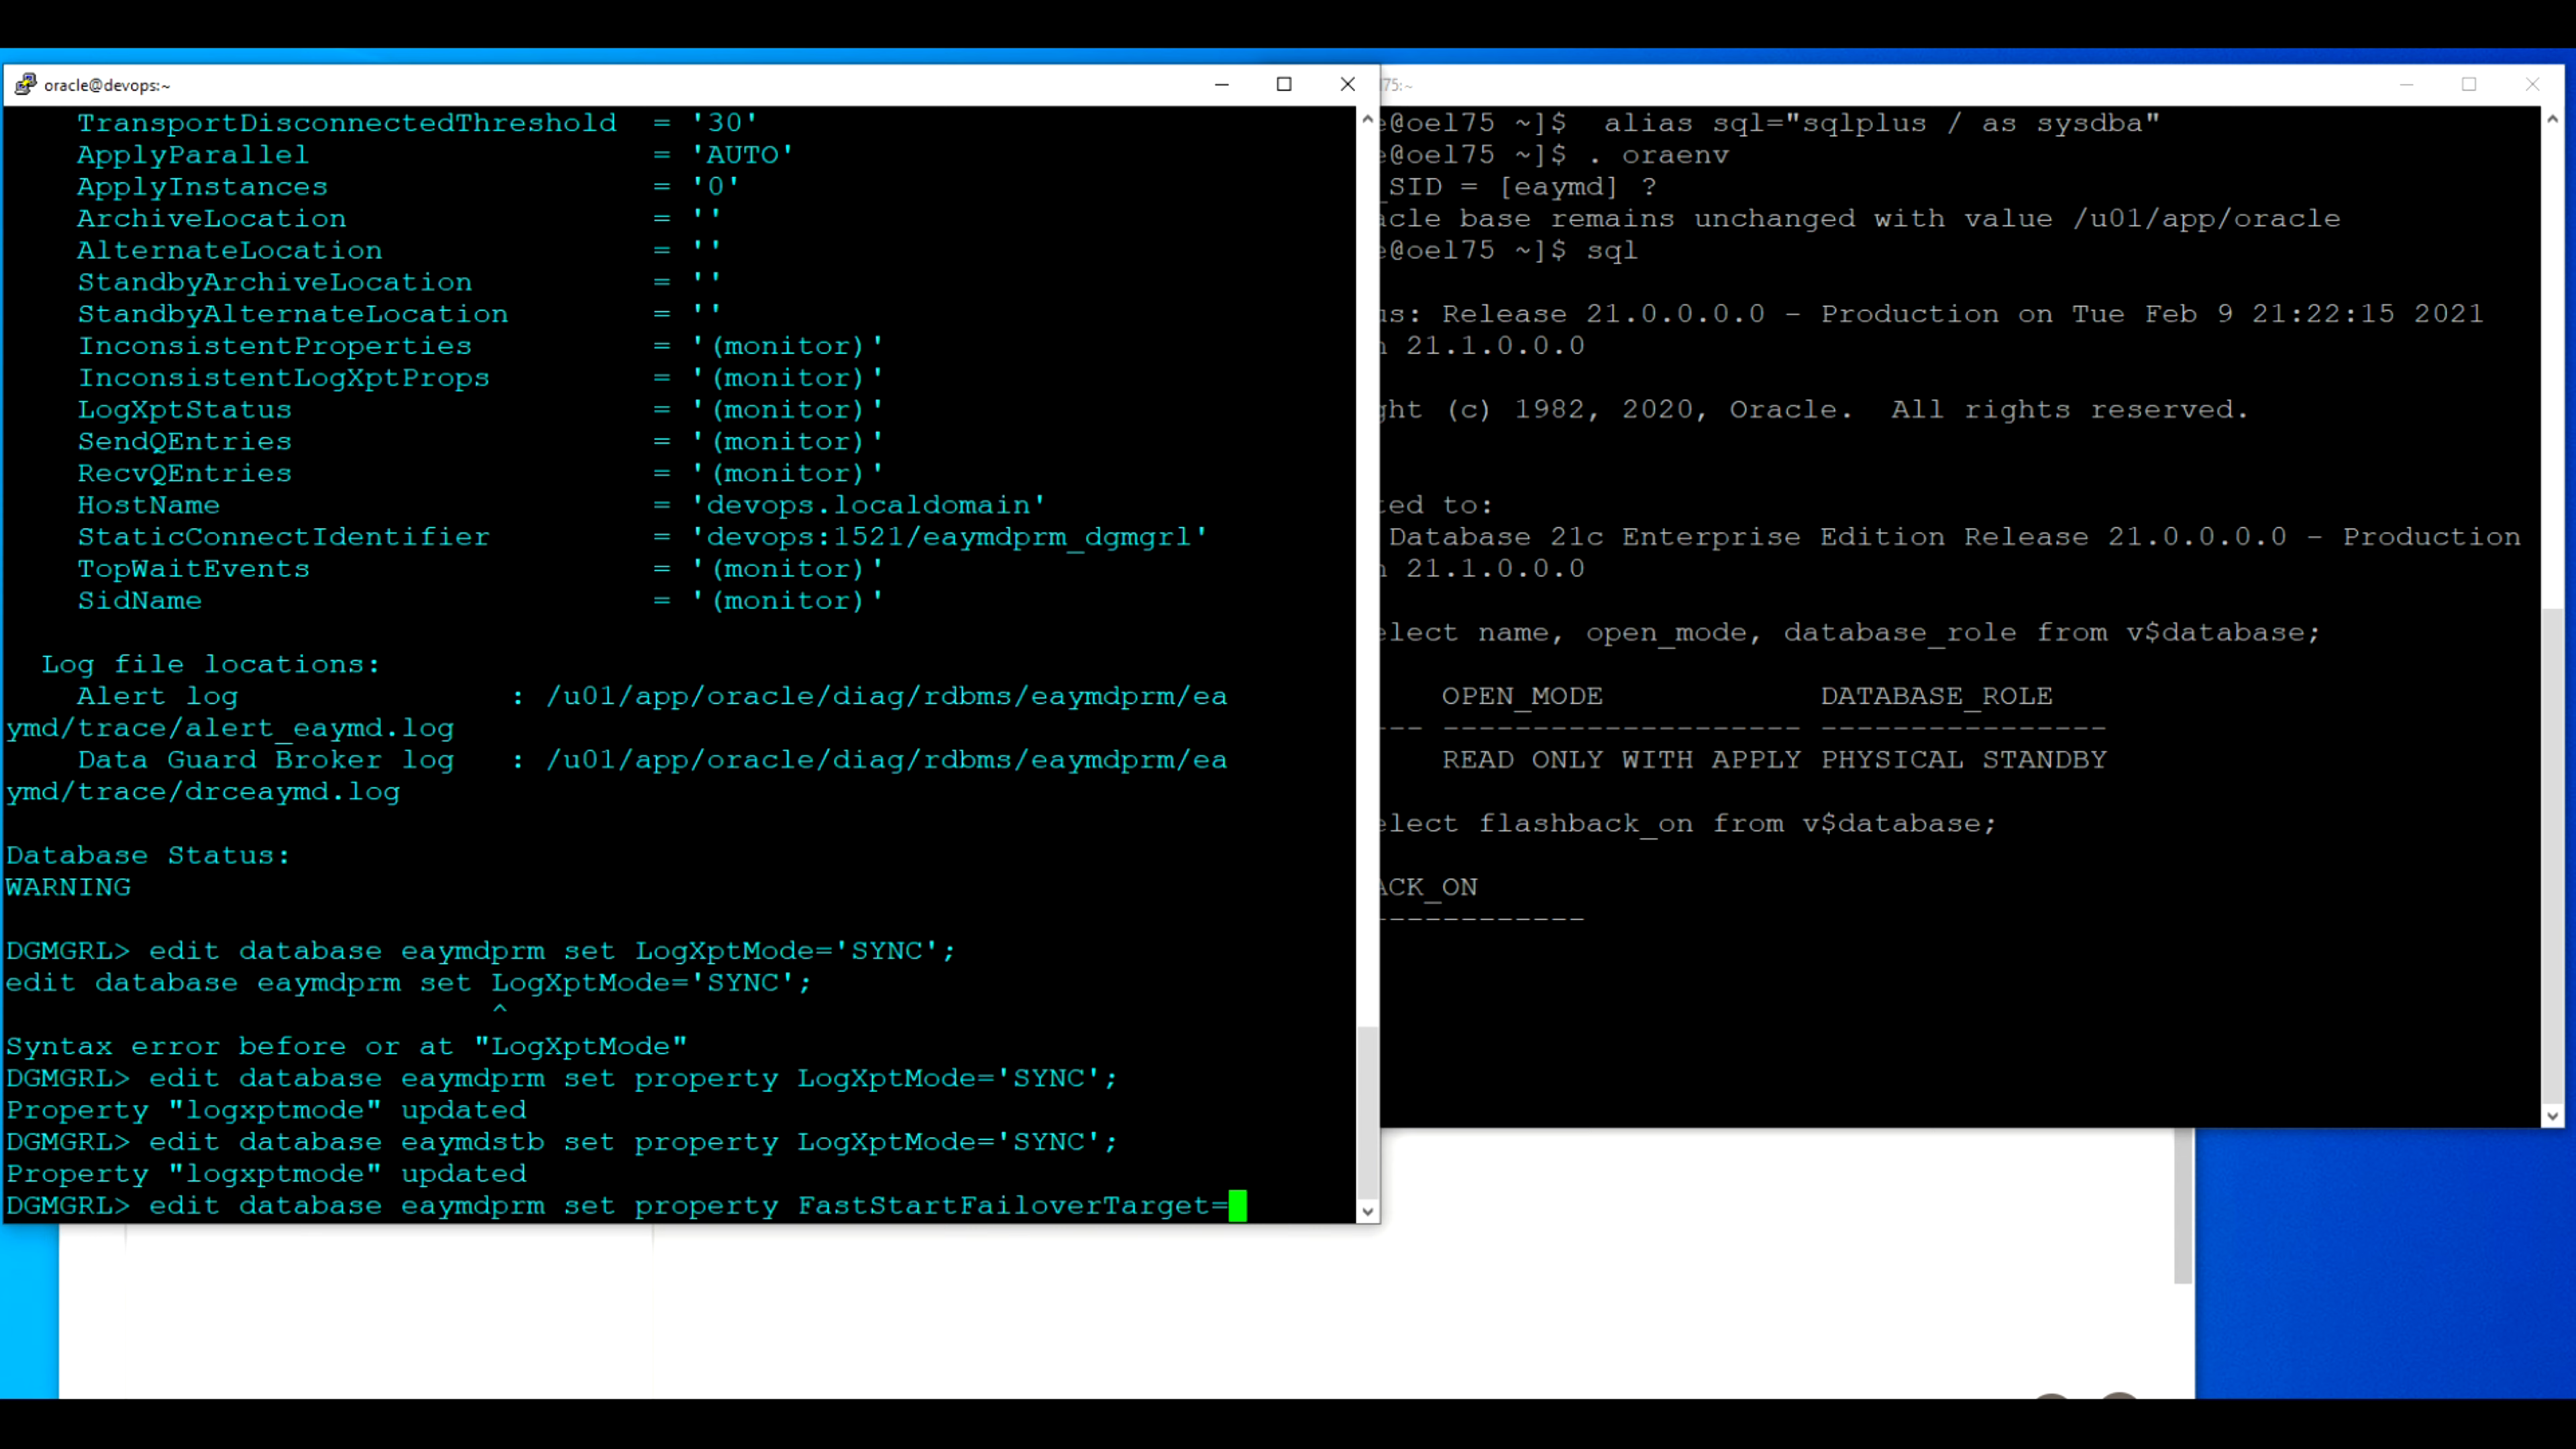 oracle@devops:~
TransportDisconnectedThreshold = '30'
ApplyParallel = 'AUTO'
ApplyInstances = '0'
ArchiveLocation = ''
AlternateLocation = ''
StandbyArchiveLocation = ''
StandbyAlternateLocation = ''
InconsistentProperties = '(monitor)'
InconsistentLogXptProps = '(monitor)'
LogXptStatus = '(monitor)'
SendQEntries = '(monitor)'
RecvQEntries = '(monitor)'
HostName = 'devops.localdomain'
StaticConnectIdentifier = 'devops:1521/eaymdprm_dgmgrl'
TopWaitEvents = '(monitor)'
SidName = '(monitor)'
Log file locations:
Alert log : /u01/app/oracle/diag/rdbms/eaymdprm/ea
ymd/trace/alert_eaymd.log
Data Guard Broker log : /u01/app/oracle/diag/rdbms/eaymdprm/ea
ymd/trace/drceaymd.log
Database Status:
WARNING
DGMGRL> edit database eaymdprm set LogXptMode='SYNC';
edit database eaymdprm set LogXptMode='SYNC';
^
Syntax error before or at "LogXptMode"
DGMGRL> edit database eaymdprm set property LogXptMode='SYNC';
Property "logxptmode" updated
DGMGRL> edit database eaymdstb set property LogXptMode='SYNC';
Property "logxptmode" updated
DGMGRL> edit database eaymdprm set property FastStartFailoverTarget=
75:~
e@oel75 ~]$ alias sql="sqlplus / as sysdba"
e@oel75 ~]$ . oraenv
_SID = [eaymd] ?
acle base remains unchanged with value /u01/app/oracle
e@oel75 ~]$ sql
us: Release 21.0.0.0.0 - Production on Tue Feb 9 21:22:15 2021
n 21.1.0.0.0
ght (c) 1982, 2020, Oracle. All rights reserved.
ted to:
Database 21c Enterprise Edition Release 21.0.0.0.0 - Production
n 21.1.0.0.0
elect name, open_mode, database_role from v$database;
OPEN_MODE DATABASE_ROLE
--- -------------------- ----------------
READ ONLY WITH APPLY PHYSICAL STANDBY
elect flashback_on from v$database;
ACK_ON
------------